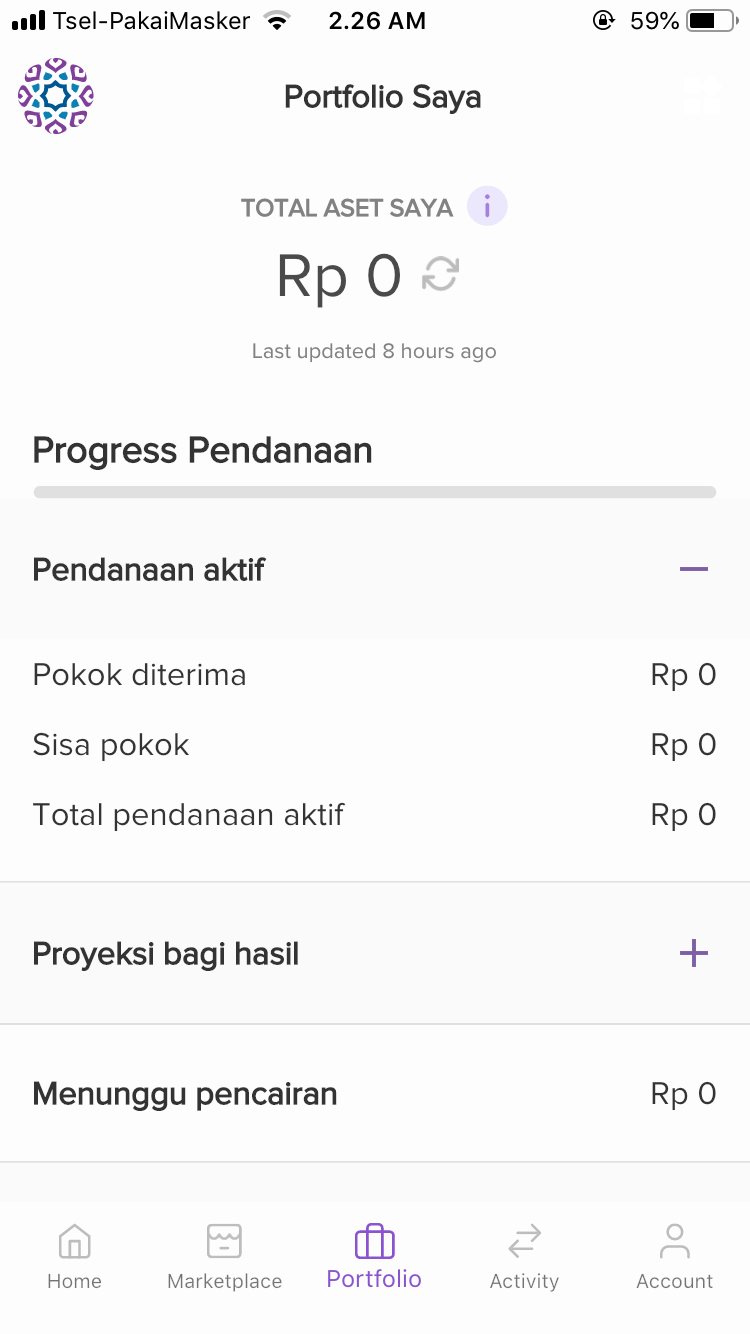 Tsel-PakaiMasker 2.26 AM 59%
Portfolio Saya
TOTAL ASET SAYA i
Rp 0
Last updated 8 hours ago
Progress Pendanaan
Pendanaan aktif
Pokok diterima Rp 0
Sisa pokok Rp 0
Total pendanaan aktif Rp 0
Proyeksi bagi hasil
Menunggu pencairan Rp 0
Home Marketplace Portfolio Activity Account